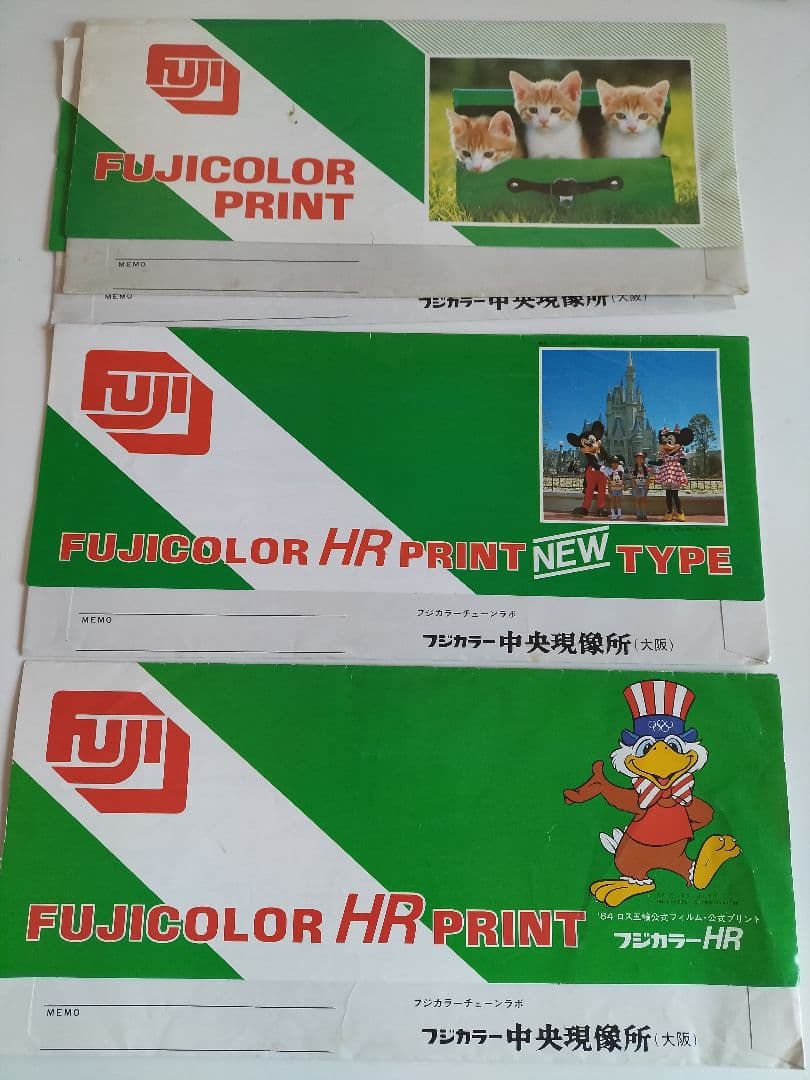 FUJI
FUJICOLOR
PRINT
MEMO
MEMO
フジカラー中央現像所(大阪)
FUJI
FUJICOLOR HR PRINT NEW TYPE
MEMO
フジカラーチェーンラボ
フジカラー中央現像所(大阪)
FUJI
FUJICOLOR HR PRINT
'84 ロス五輪公式フィルム・公式プリント
フジカラーHR
MEMO
フジカラーチェーンラボ
フジカラー中央現像所(大阪)